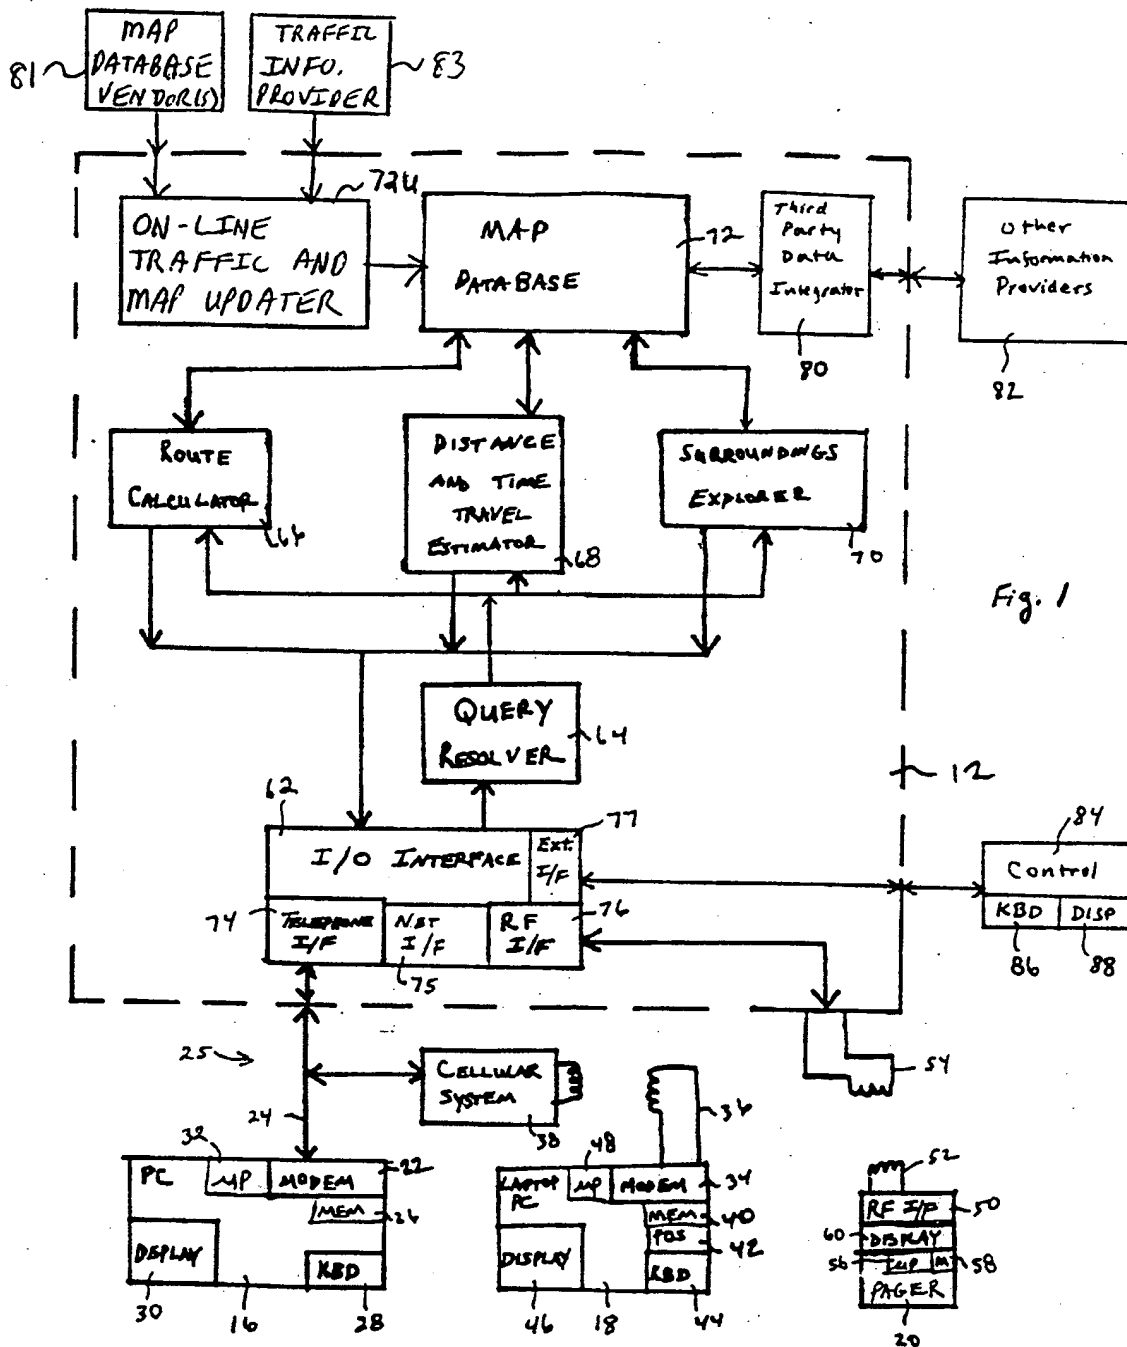 MAP
DATABASE
VENDOR(S)
81
TRAFFIC
INFO.
PROVIDER
83
72U
ON-LINE
TRAFFIC AND
MAP UPDATER
MAP
DATABASE
72
Third
Party
Data
Integrator
80
Other
Information
Providers
82
ROUTE
CALCULATOR
66
DISTANCE
AND TIME
TRAVEL
ESTIMATOR
68
SURROUNDINGS
EXPLORER
70
Fig. 1
QUERY
RESOLVER
64
12
62
77
I/O INTERFACE
Ext.
I/F
84
Control
KBD
DISP
86
88
74
TELEPHONE
I/F
NET
I/F
75
RF
I/F
76
54
25
CELLULAR
SYSTEM
38
24
36
32
PC
MP
MODEM
22
MEM
26
DISPLAY
KBD
30
16
28
48
LAPTOP
PC
MP
MODEM
34
MEM
40
POS
42
DISPLAY
KBD
46
18
44
52
RF I/F
50
60
DISPLAY
56
MP
M
58
PAGER
20